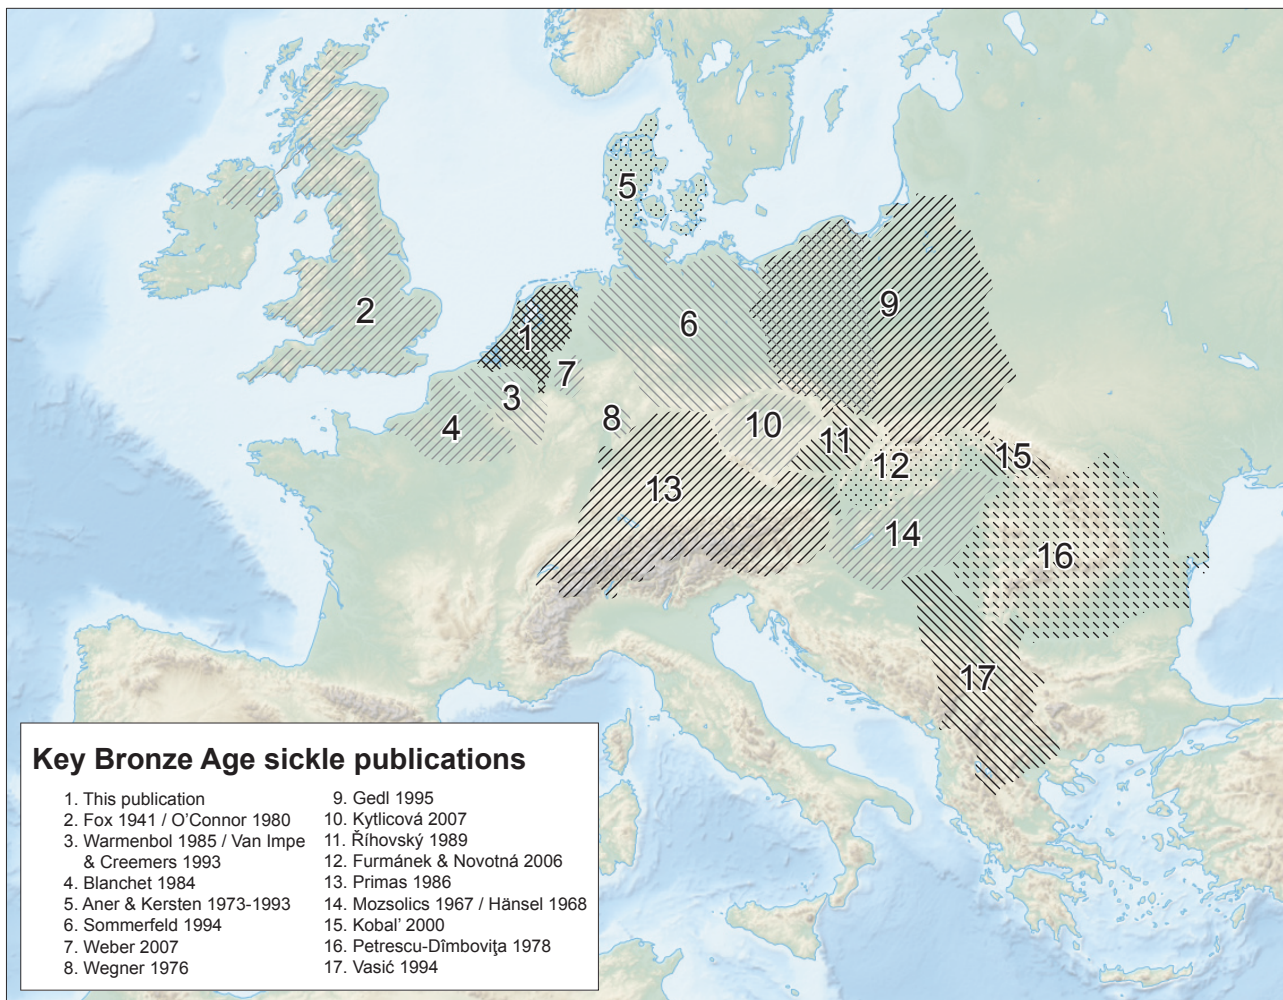 5
9
1
2
6
7
3
8
4
10
11
12
15
13
14
16
17
Key Bronze Age sickle publications
1. This publication
2. Fox 1941 / O'Connor 1980
3. Warmenbol 1985 / Van Impe
& Creemers 1993
4. Blanchet 1984
5. Aner & Kersten 1973-1993
6. Sommerfeld 1994
7. Weber 2007
8. Wegner 1976
9. Gedl 1995
10. Kytlicová 2007
11. Říhovský 1989
12. Furmánek & Novotná 2006
13. Primas 1986
14. Mozsolics 1967 / Hänsel 1968
15. Kobal' 2000
16. Petrescu-Dîmboviţa 1978
17. Vasić 1994